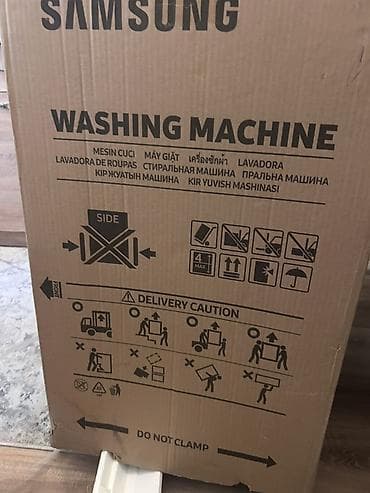 SAMSUNG
WASHING MACHINE
MESIN CUCI MÁY GIẶT เครื่องซักผ้า LAVADORA
LAVADORA DE ROUPAS СТИРАЛЬНАЯ МАШИНА ПРАЛЬНА МАШИНА
КІР ЖУАТЫН МАШИНА KIR YUVISH MASHINASI
SIDE
4
MAX
DELIVERY CAUTION
DO NOT CLAMP